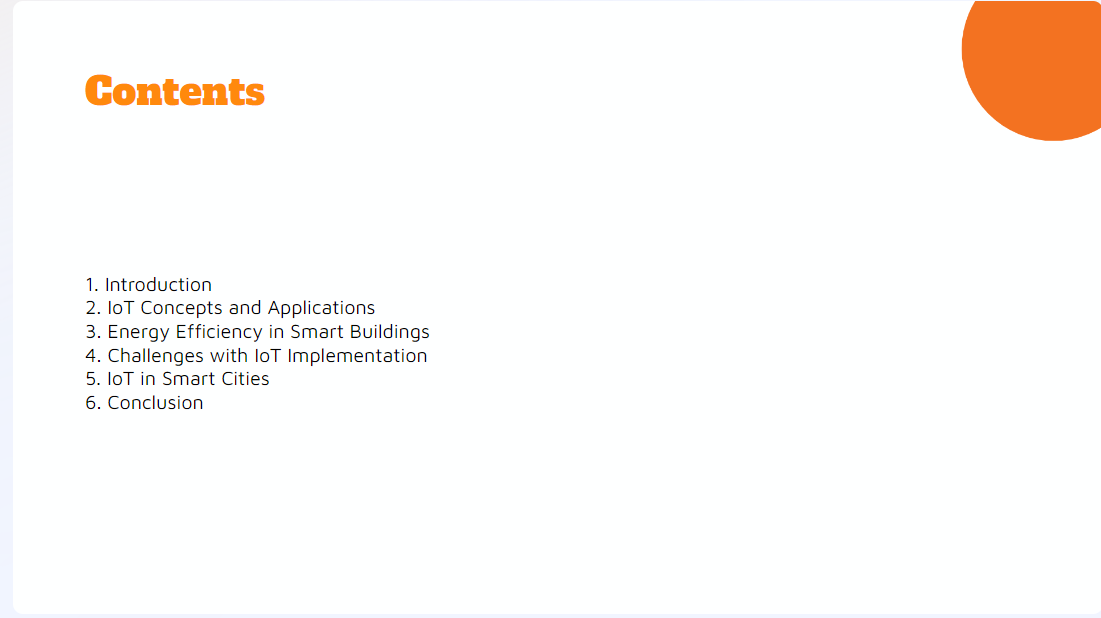 Contents
1. Introduction
2. IoT Concepts and Applications
3. Energy Efficiency in Smart Buildings
4. Challenges with IoT Implementation
5. IoT in Smart Cities
6. Conclusion